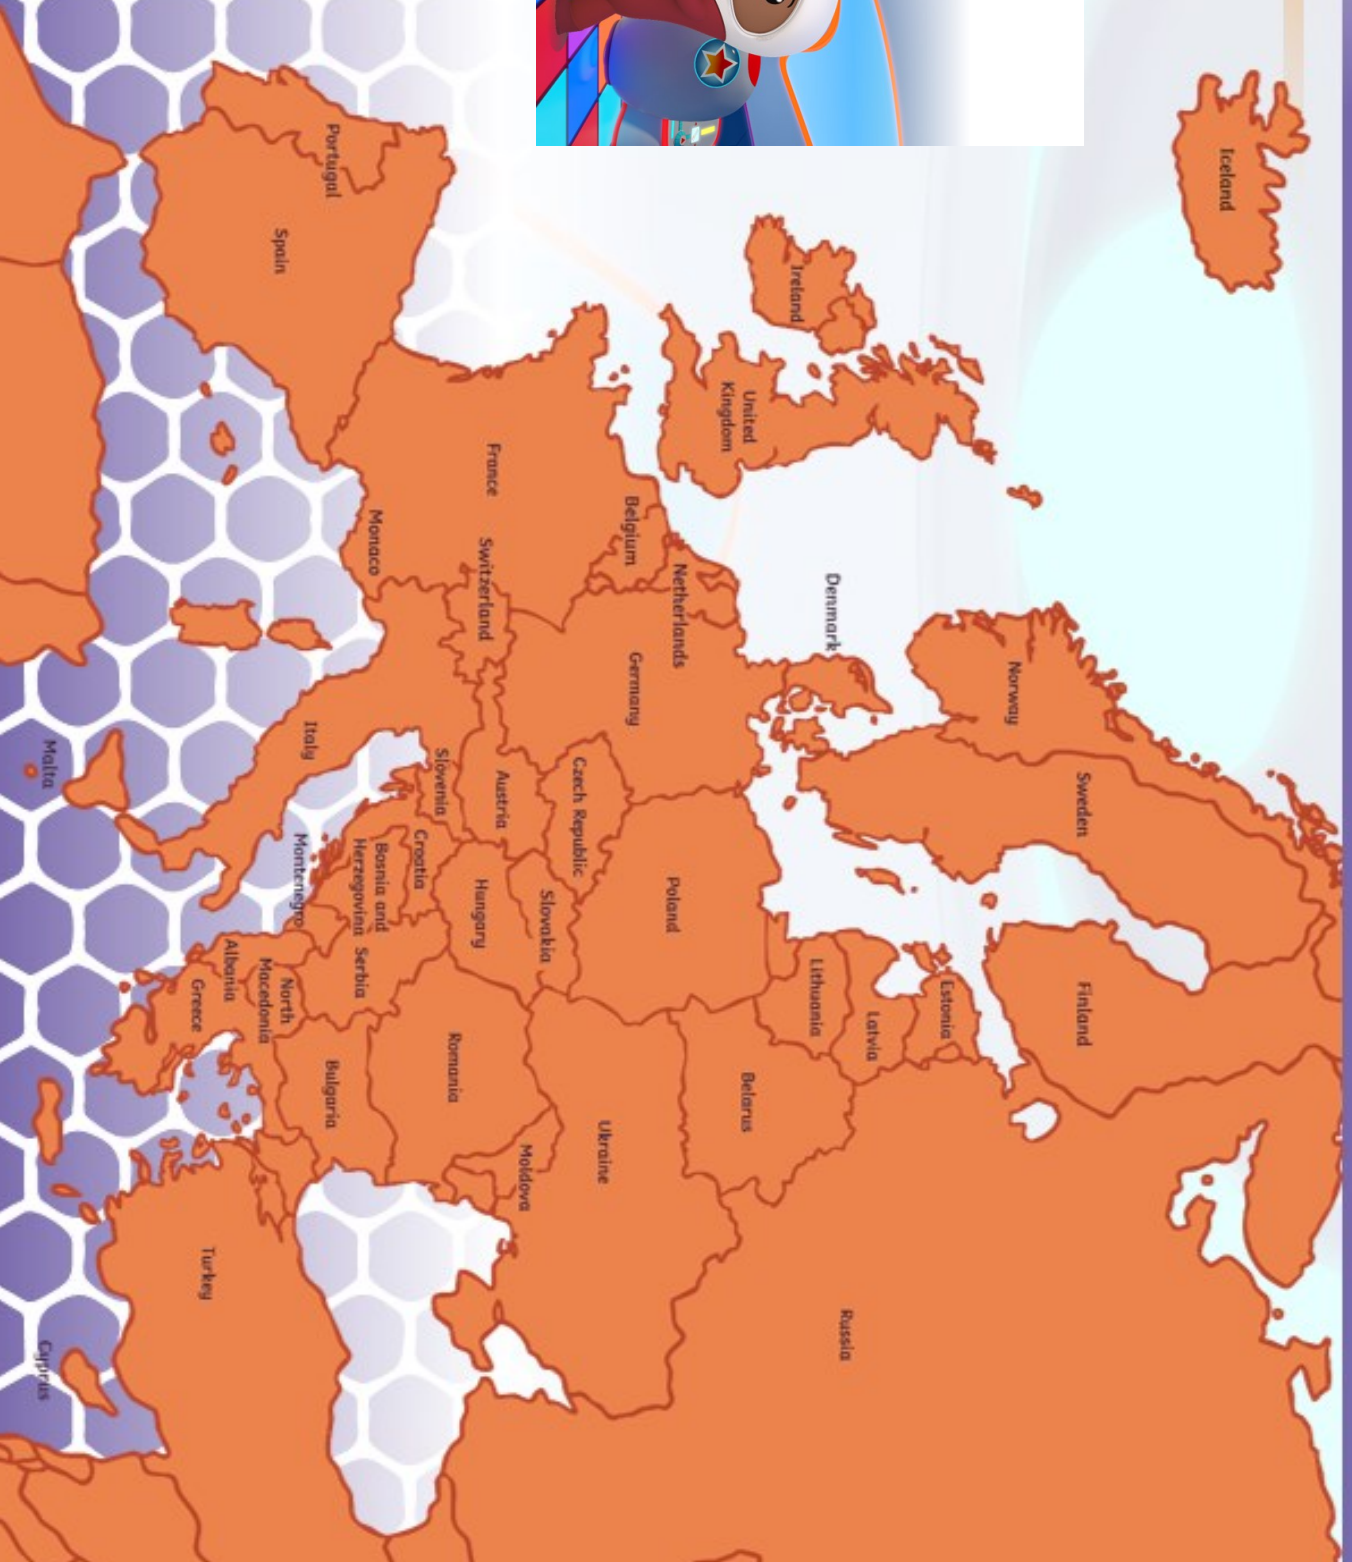 Iceland
Norway
Sweden
Finland
Estonia
Latvia
Lithuania
Denmark
Ireland
United
Kingdom
Russia
Belarus
Netherlands
Belgium
Germany
Poland
Czech Republic
Slovakia
Ukraine
Moldova
France
Switzerland
Austria
Hungary
Romania
Slovenia
Croatia
Bosnia and
Herzegovina
Serbia
Monaco
Portugal
Spain
Italy
Montenegro
Bulgaria
North
Macedonia
Albania
Greece
Turkey
Malta
Cyprus